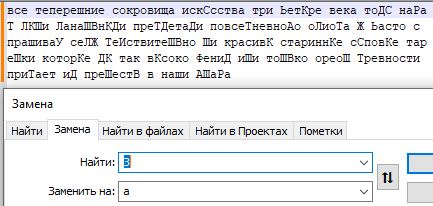 все теперешние сокровища искСсства три ЬетКре века тоДС наРа
Т ЛКШи ЛанаШВнКДи преТДетаДи повсеТневноАо оЛиоТа Ж Ьасто с
прашиваУ сеЛЖ ТеИствитеШВно Ши красивК стариннКе сСповКе тар
еШки которКе ДК так вКсоко ФениД иШи тоШВко ореоШ Тревности
приТает иД преШестВ в наши АШаРа
Замена
Найти Замена Найти в файлах Найти в Проектах Пометки
Найти: З
Заменить на: а